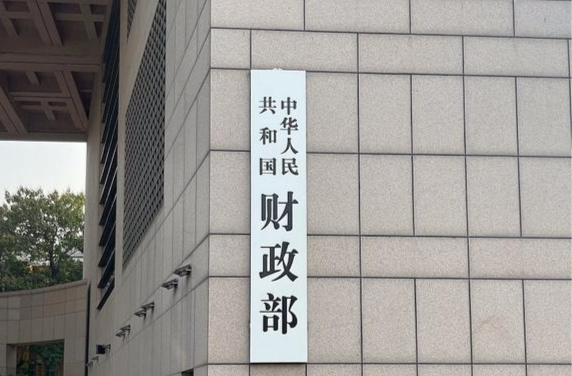 中华人民
共和国
财政部